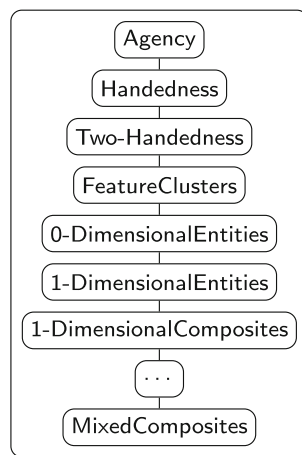 Agency
Handedness
Two-Handedness
FeatureClusters
0-DimensionalEntities
1-DimensionalEntities
1-DimensionalComposites
...
MixedComposites